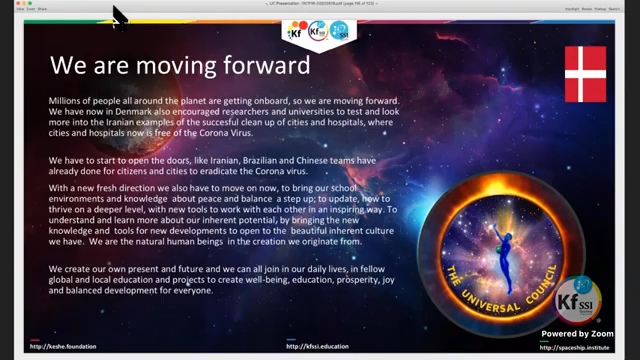 We are moving forward
Millions of people all around the planet are getting onboard, so we are moving forward.
We have now in Denmark also encouraged researchers and universities to test and look
more into the Iranian examples of the succesful clean up of cities and hospitals, where
cities and hospitals now is free of the Corona Virus.
We have to start to open the doors, like Iranian, Brazilian and Chinese teams have
already done for citizens and cities to eradicate the Corona virus.
With a new fresh direction we also have to move on now, to bring our school
environments and knowledge about peace and balance a step up; to update, how to
thrive on a deeper level, with new tools to work with each other in an inspiring way. To
understand and learn more about our inherent potential, by bringing the new
knowledge and tools for new developments to open to the beautiful inherent culture
we have. We are the natural human beings in the creation we originate from.
We create our own present and future and we can all join in our daily lives, in fellow
global and local education and projects to create well-being, education, prosperity, joy
and balanced development for everyone.
THE UNIVERSAL COUNCIL
Kf SSI
Powered by Zoom
http://keshe.foundation
http://kfssi.education
http://spaceship.institute